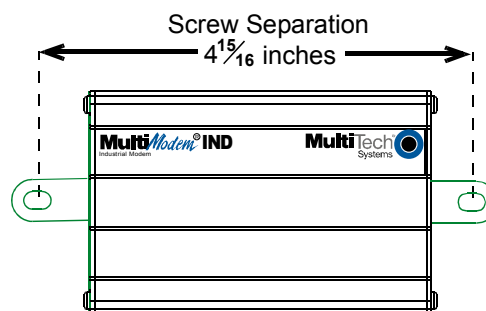 Screw Separation
4 15/16 inches
MultiModem® IND
Industrial Modem
MultiTech®
Systems